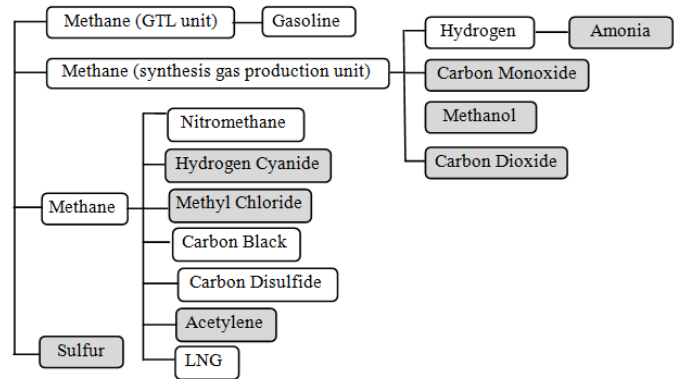 Methane (GTL unit)
Gasoline
Hydrogen
Amonia
Methane (synthesis gas production unit)
Carbon Monoxide
Methanol
Carbon Dioxide
Nitromethane
Hydrogen Cyanide
Methane
Methyl Chloride
Carbon Black
Carbon Disulfide
Acetylene
Sulfur
LNG